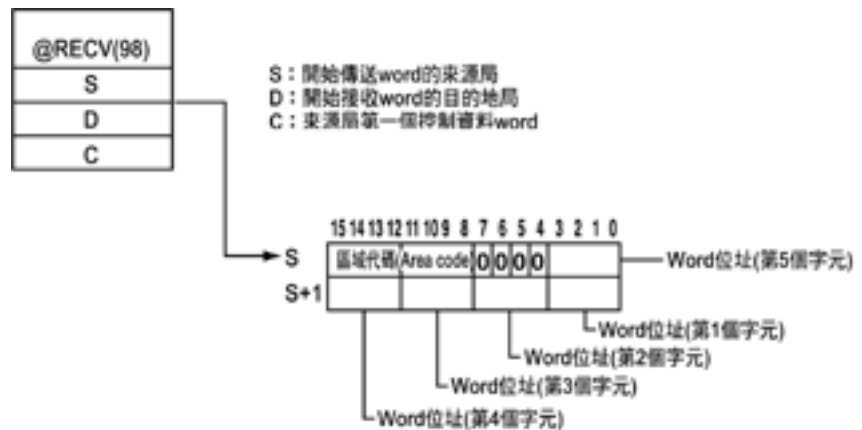 @RECV(98)
S
D
C
S：開始傳送word的來源局
D：開始接收word的目的地局
C：來源局第一個控制資料word
15 14 13 12 11 10 9 8 7 6 5 4 3 2 1 0
S 區域代碼(Area code) 0 0 0 0 Word位址(第5個字元)
S+1
Word位址(第1個字元)
Word位址(第2個字元)
Word位址(第3個字元)
Word位址(第4個字元)